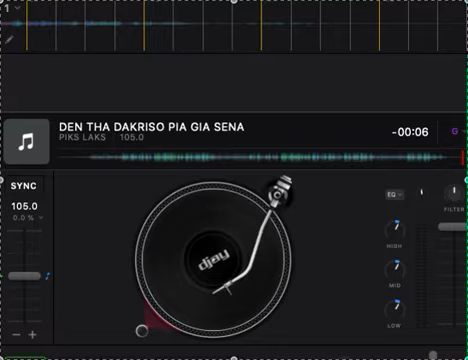 1
DEN THA DAKRISO PIA GIA SENA
PIKS LAKS 105.0
-00:06
G
SYNC
105.0
0.0 %
EQ
FILTER
HIGH
MID
LOW
djay